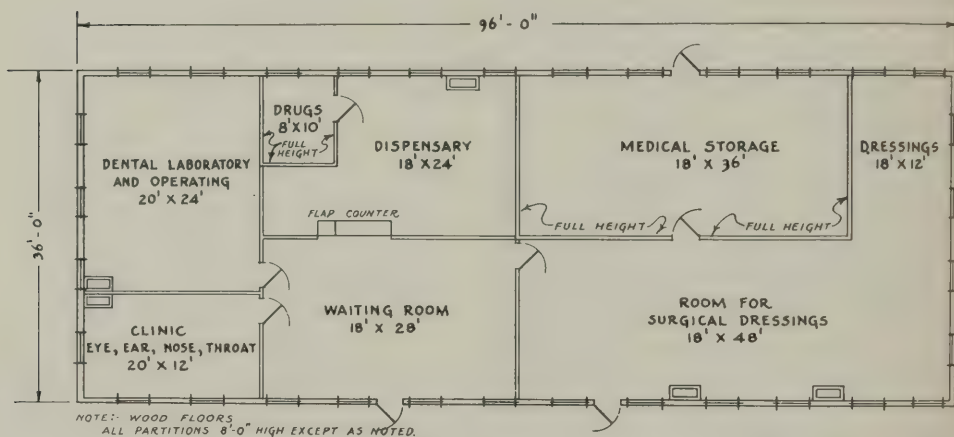 96'-0"
36'-0"
DRUGS
8'X10'
FULL
HEIGHT
DISPENSARY
18'X24'
MEDICAL STORAGE
18' X 36'
DRESSINGS
18'X12'
DENTAL LABORATORY
AND OPERATING
20' X 24'
FLAP COUNTER
FULL HEIGHT
FULL HEIGHT
WAITING ROOM
18' X 28'
ROOM FOR
SURGICAL DRESSINGS
18' X 48'
CLINIC
EYE, EAR, NOSE, THROAT
20' X 12'
NOTE:- WOOD FLOORS
ALL PARTITIONS 8'-0" HIGH EXCEPT AS NOTED.